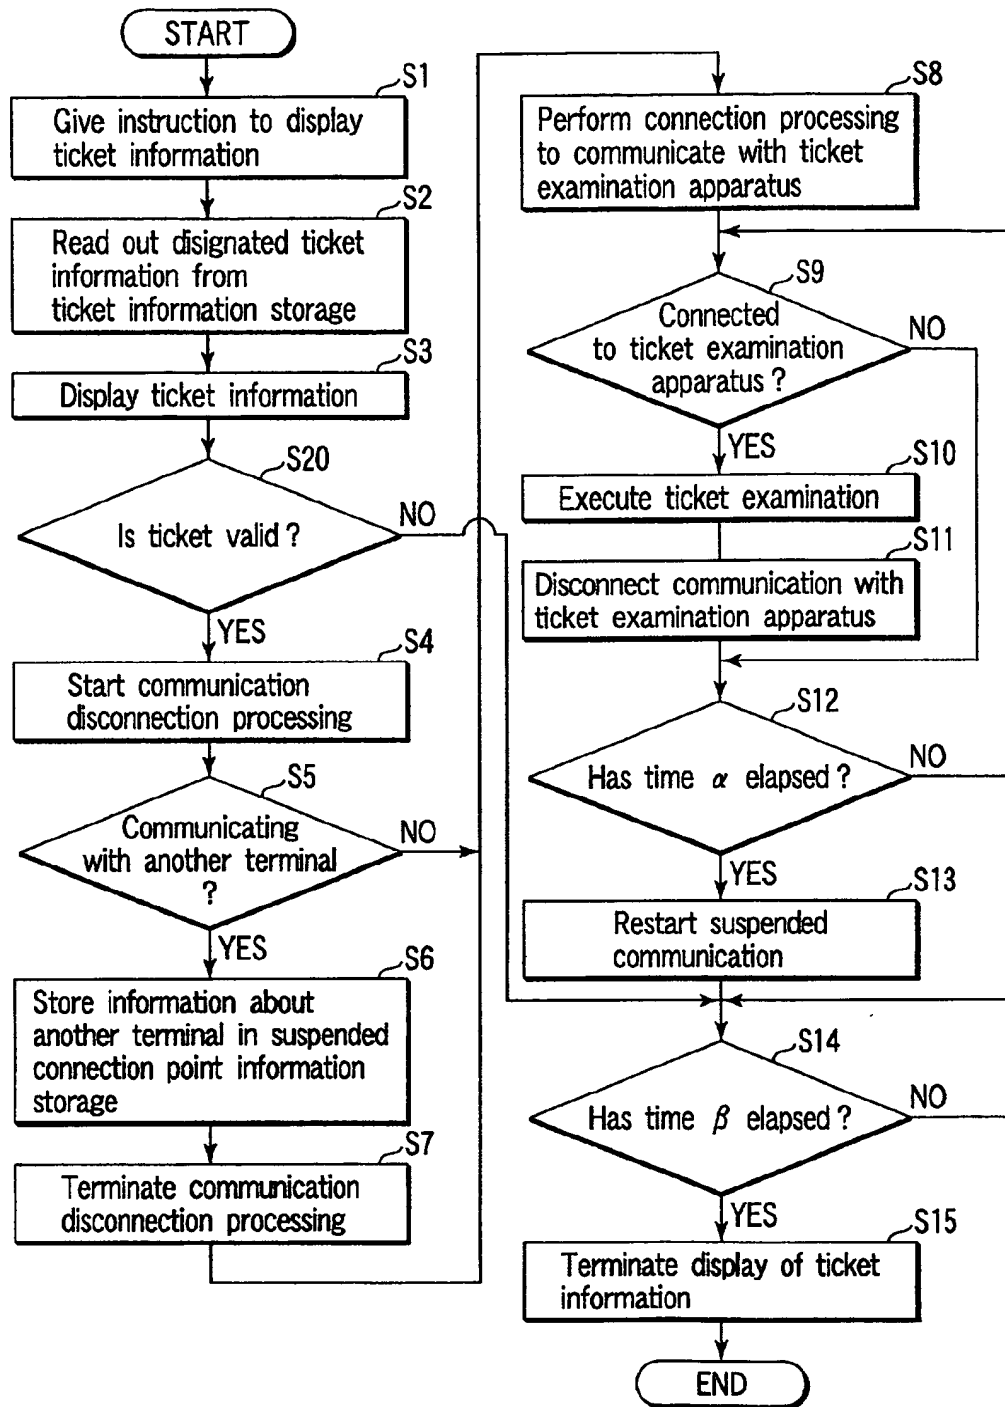 START
S1
Give instruction to display
ticket information
S2
Read out disignated ticket
information from
ticket information storage
S3
Display ticket information
S20
Is ticket valid ?
NO
YES
S4
Start communication
disconnection processing
S5
Communicating
with another terminal
?
NO
YES
S6
Store information about
another terminal in suspended
connection point information
storage
S7
Terminate communication
disconnection processing
S8
Perform connection processing
to communicate with ticket
examination apparatus
S9
Connected
to ticket examination
apparatus ?
NO
YES
S10
Execute ticket examination
S11
Disconnect communication with
ticket examination apparatus
S12
Has time α elapsed ?
NO
YES
S13
Restart suspended
communication
S14
Has time β elapsed ?
NO
YES
S15
Terminate display of ticket
information
END